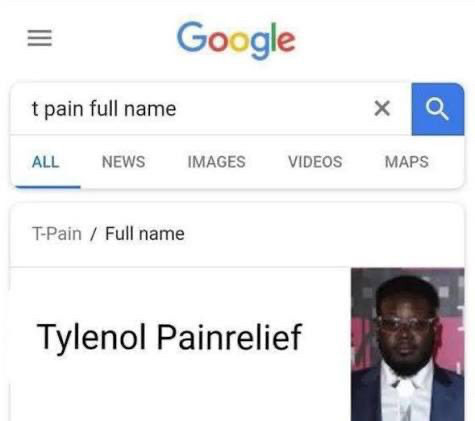 Google
t pain full name
ALL NEWS IMAGES VIDEOS MAPS
T-Pain / Full name
Tylenol Painrelief